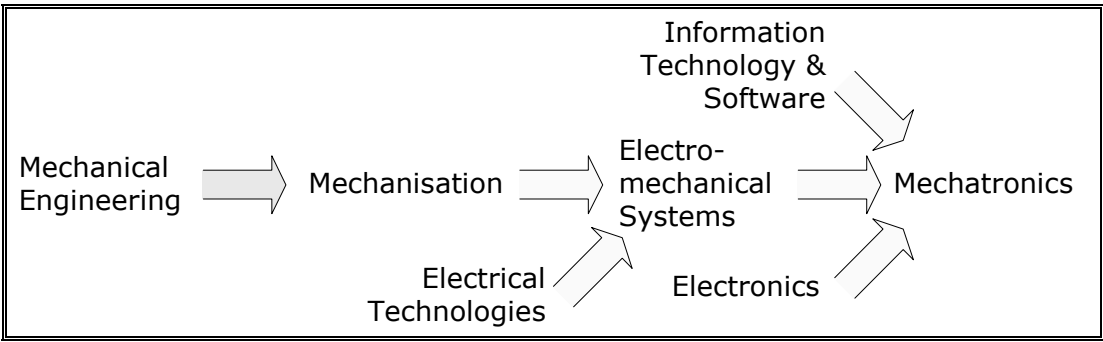 Information
Technology &
Software
Mechanical
Engineering
Mechanisation
Electro-
mechanical
Systems
Mechatronics
Electrical
Technologies
Electronics